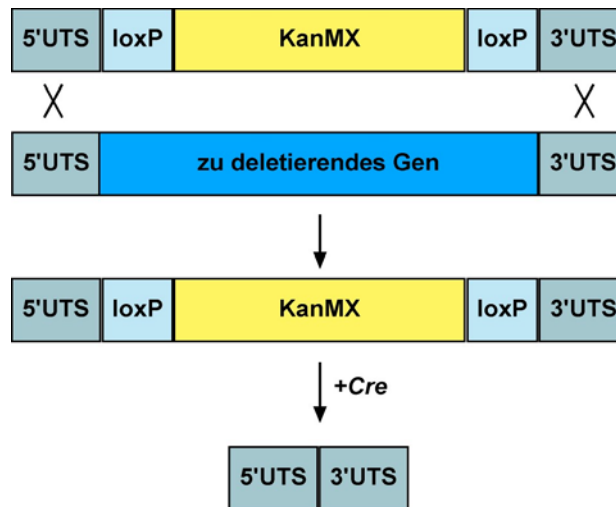 5'UTS loxP KanMX loxP 3'UTS
5'UTS zu deletierendes Gen 3'UTS
5'UTS loxP KanMX loxP 3'UTS
+Cre
5'UTS 3'UTS